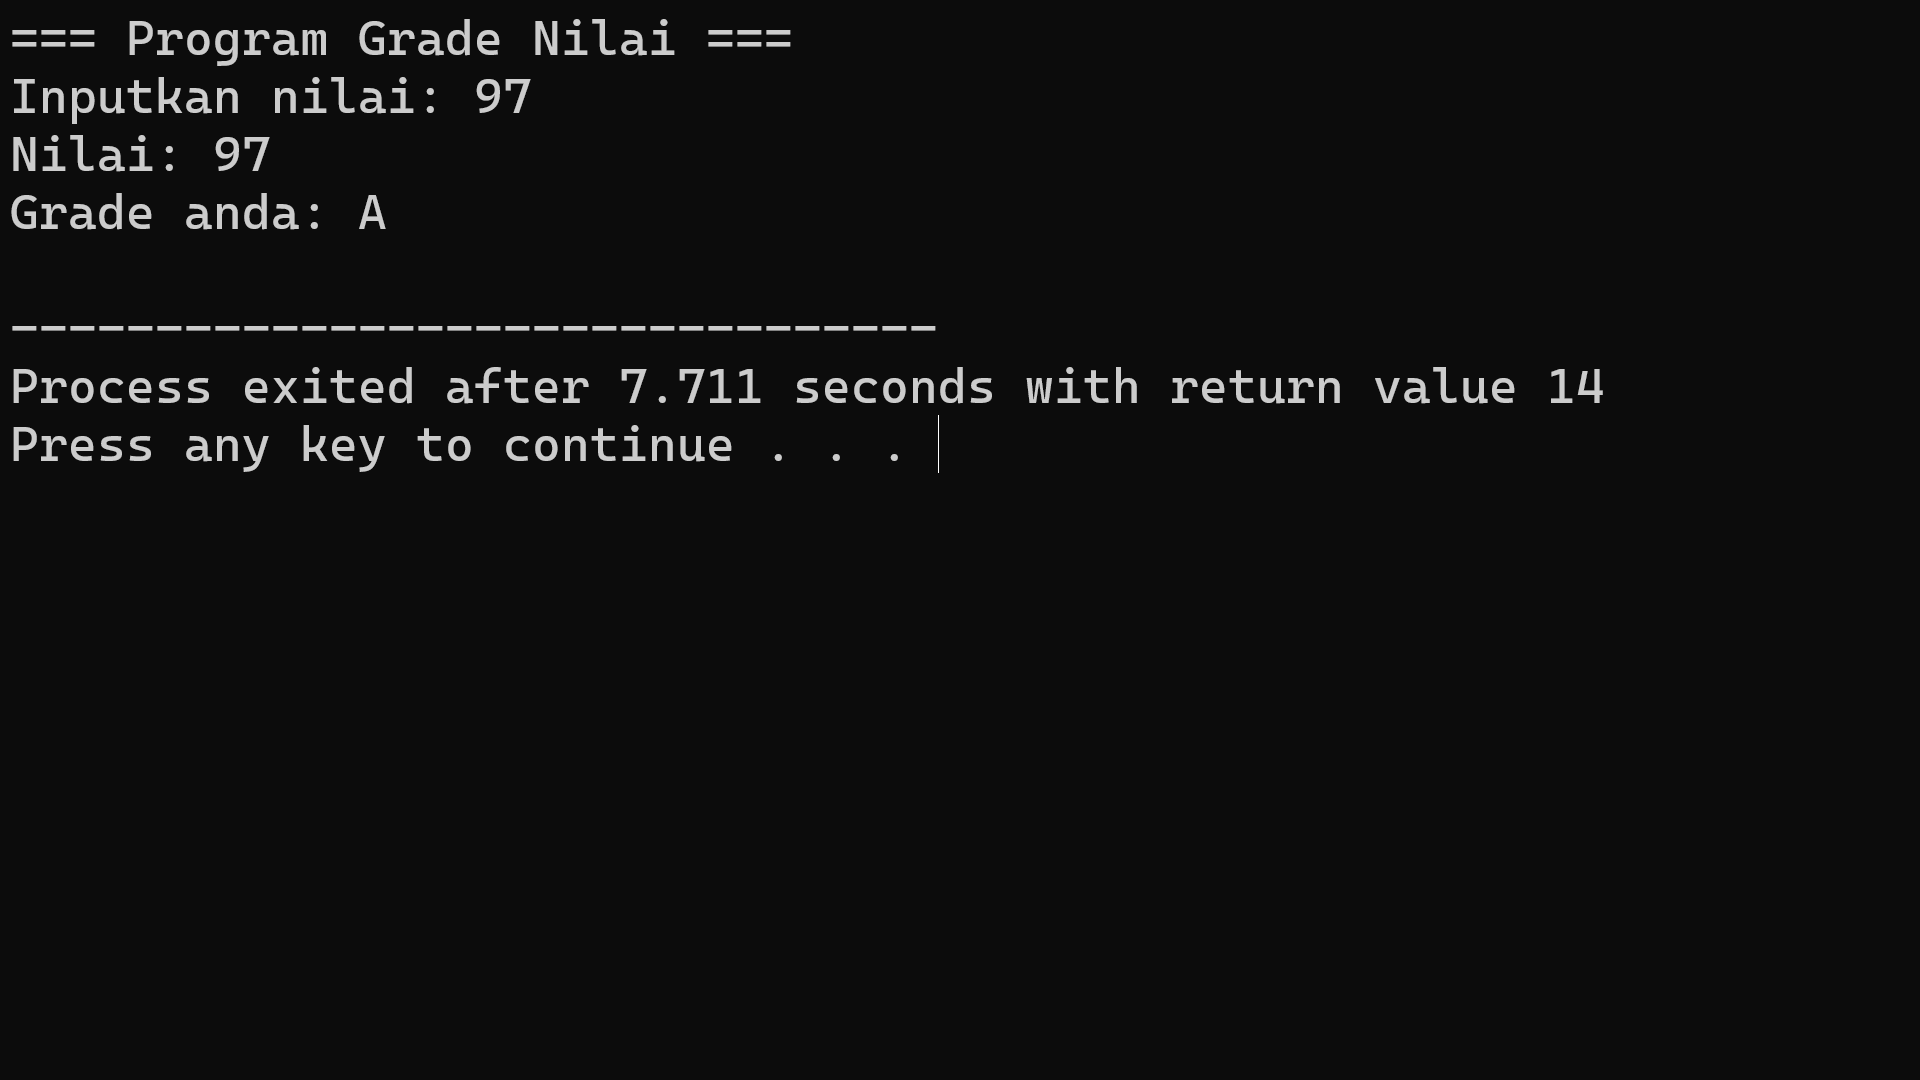 === Program Grade Nilai ===
Inputkan nilai: 97
Nilai: 97
Grade anda: A
--------------------------------
Process exited after 7.711 seconds with return value 14
Press any key to continue . . .